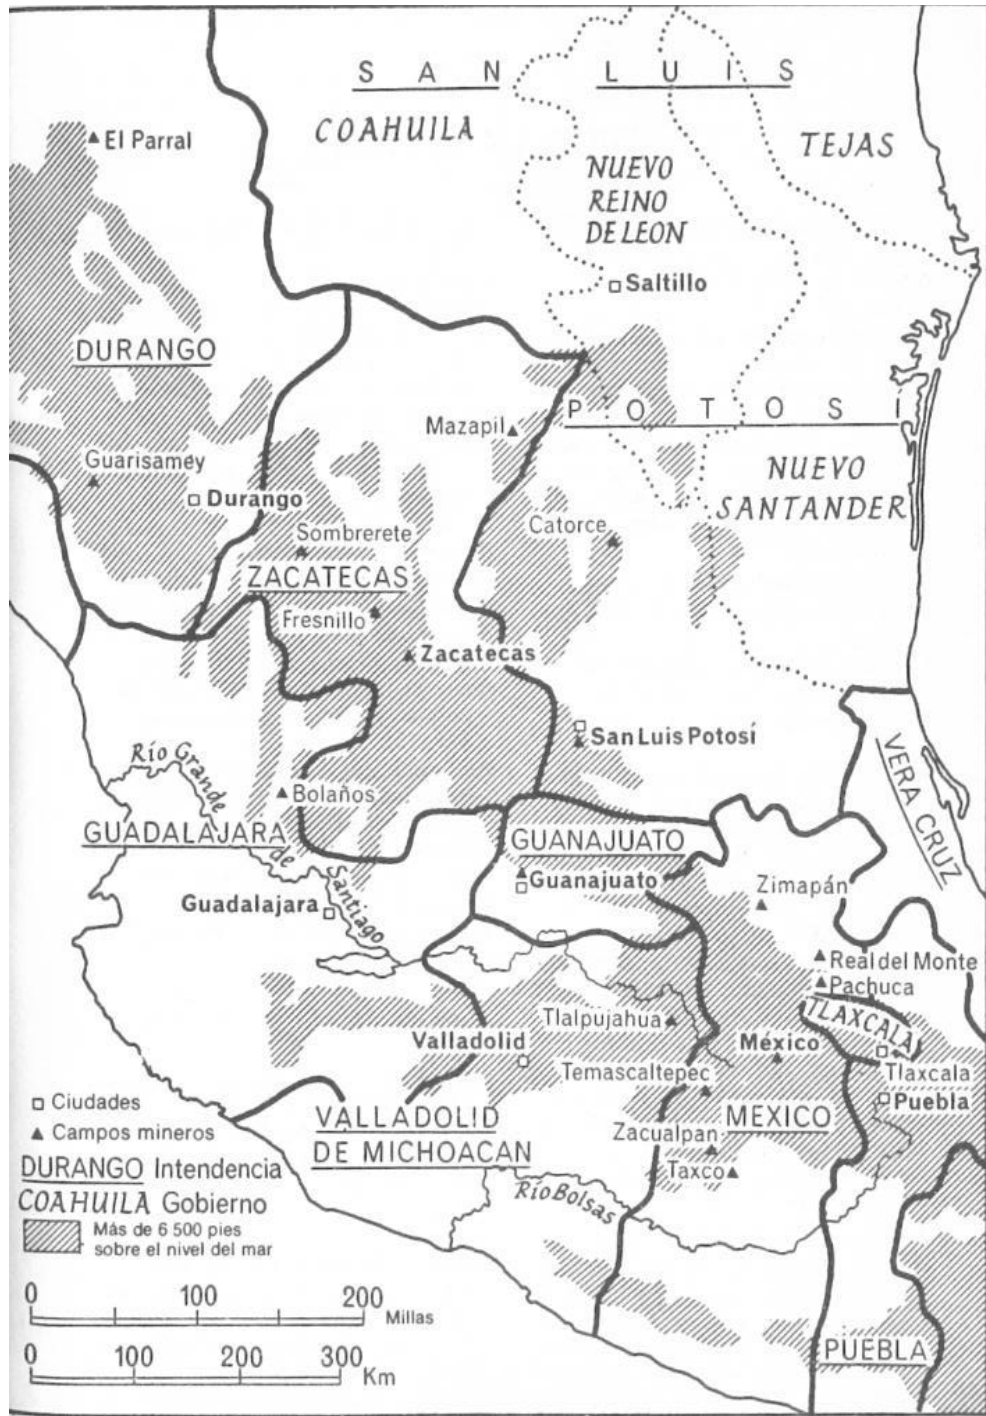 SAN LUIS
COAHUILA
TEJAS
El Parral
NUEVO
REINO
DE LEON
Saltillo
DURANGO
POTOSI
Mazapil
Guarisamey
NUEVO
SANTANDER
Durango
Sombrerete
Catorce
ZACATECAS
Fresnillo
Zacatecas
San Luis Potosí
VERA CRUZ
Río Grande
de
Santiago
Bolaños
GUADALAJARA
GUANAJUATO
Guanajuato
Zimapán
Guadalajara
Real del Monte
Pachuca
TLAXCALA
Tlalpujahua
Valladolid
México
Tlaxcala
Temascaltepec
Puebla
VALLADOLID
DE MICHOACAN
MEXICO
Zacualpan
Taxco
Río Bolsas
PUEBLA
Ciudades
Campos mineros
DURANGO Intendencia
COAHUILA Gobierno
Más de 6 500 pies
sobre el nivel del mar
0 100 200
Millas
0 100 200 300
Km